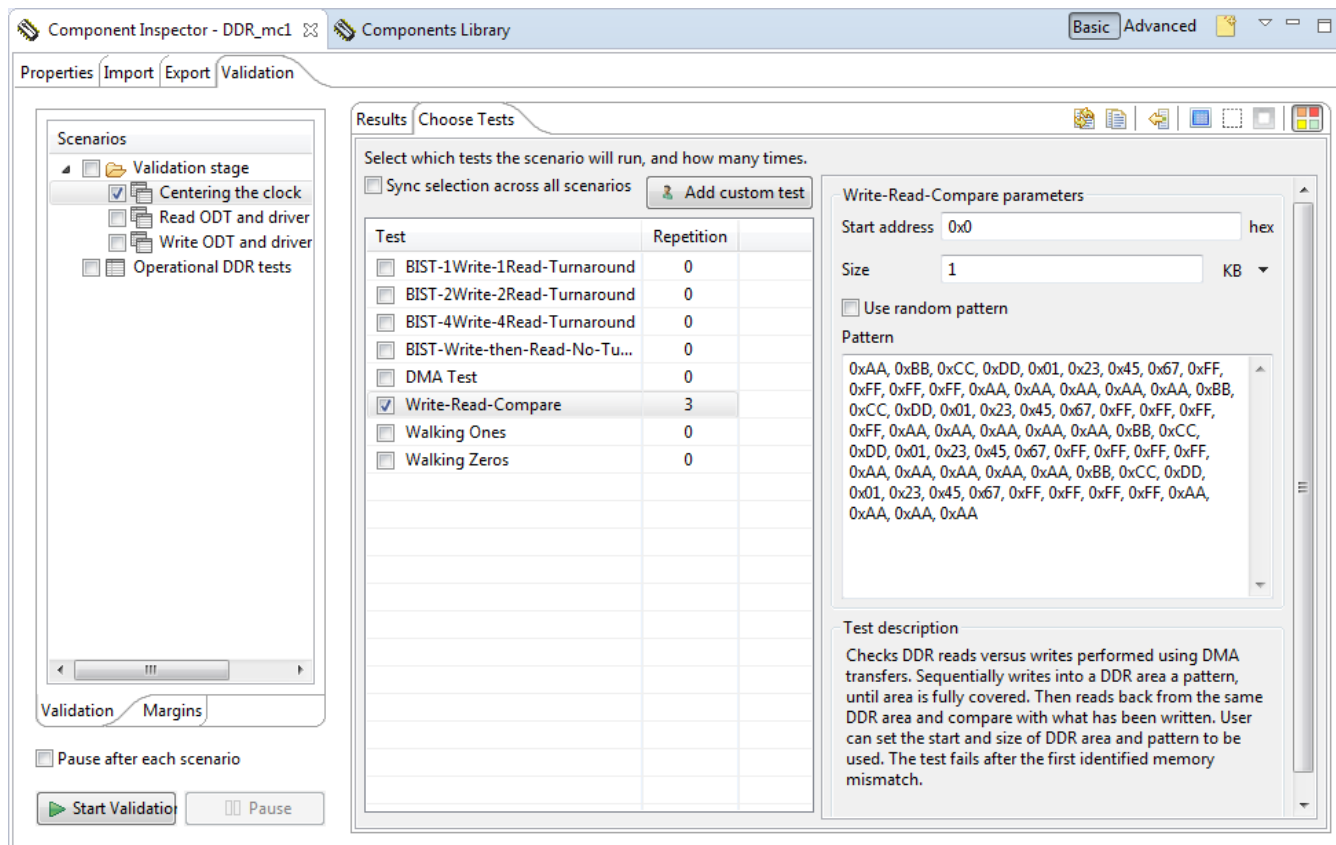 Component Inspector - DDR_mc1
Components Library
Basic
Advanced
Properties
Import
Export
Validation
Scenarios
Validation stage
Centering the clock
Read ODT and driver
Write ODT and driver
Operational DDR tests
Validation
Margins
Pause after each scenario
Start Validation
Pause
Results
Choose Tests
Select which tests the scenario will run, and how many times.
Sync selection across all scenarios
Add custom test
Test Repetition
BIST-1Write-1Read-Turnaround 0
BIST-2Write-2Read-Turnaround 0
BIST-4Write-4Read-Turnaround 0
BIST-Write-then-Read-No-Tu... 0
DMA Test 0
Write-Read-Compare 3
Walking Ones 0
Walking Zeros 0
Write-Read-Compare parameters
Start address 0x0 hex
Size 1 KB
Use random pattern
Pattern
0xAA, 0xBB, 0xCC, 0xDD, 0x01, 0x23, 0x45, 0x67, 0xFF,
0xFF, 0xFF, 0xFF, 0xAA, 0xAA, 0xAA, 0xAA, 0xAA, 0xBB,
0xCC, 0xDD, 0x01, 0x23, 0x45, 0x67, 0xFF, 0xFF, 0xFF,
0xFF, 0xAA, 0xAA, 0xAA, 0xAA, 0xAA, 0xBB, 0xCC,
0xDD, 0x01, 0x23, 0x45, 0x67, 0xFF, 0xFF, 0xFF, 0xFF,
0xAA, 0xAA, 0xAA, 0xAA, 0xAA, 0xBB, 0xCC, 0xDD,
0x01, 0x23, 0x45, 0x67, 0xFF, 0xFF, 0xFF, 0xFF, 0xAA,
0xAA, 0xAA, 0xAA
Test description
Checks DDR reads versus writes performed using DMA
transfers. Sequentially writes into a DDR area a pattern,
until area is fully covered. Then reads back from the same
DDR area and compare with what has been written. User
can set the start and size of DDR area and pattern to be
used. The test fails after the first identified memory
mismatch.